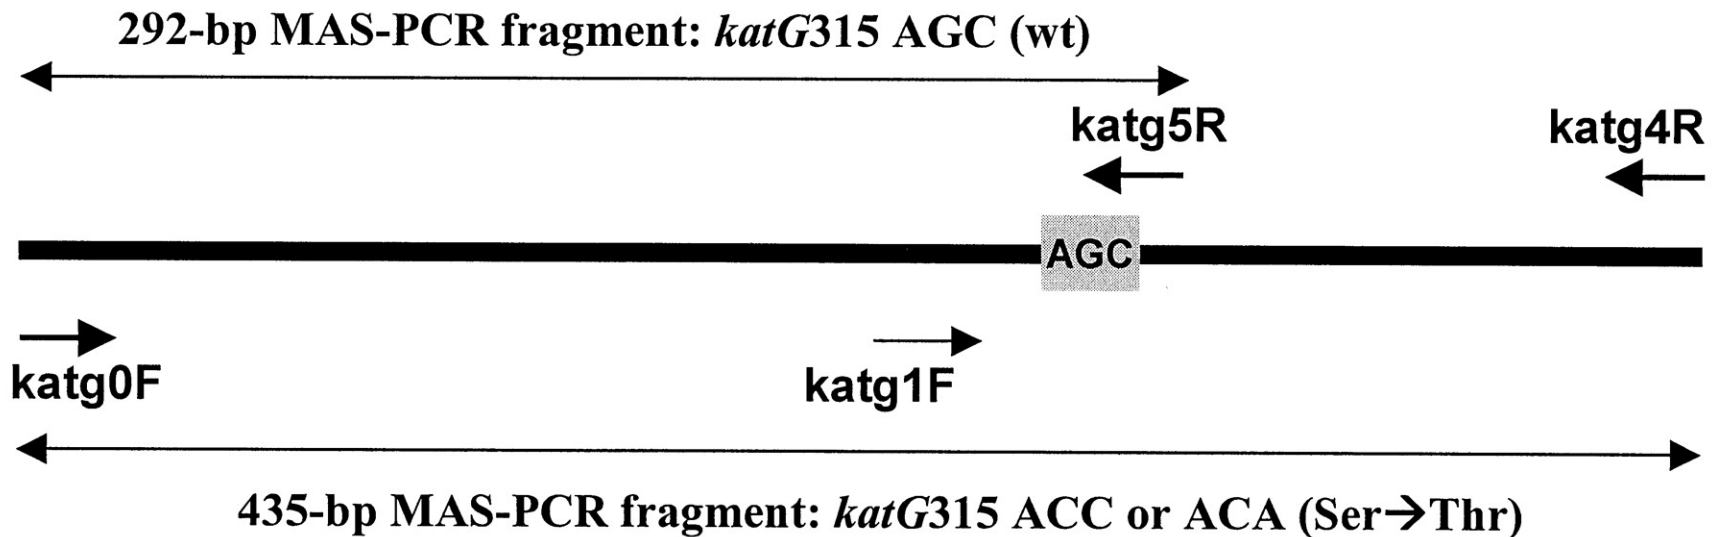 292-bp MAS-PCR fragment: katG315 AGC (wt)
katg5R
katg4R
AGC
katg0F
katg1F
435-bp MAS-PCR fragment: katG315 ACC or ACA (Ser→Thr)